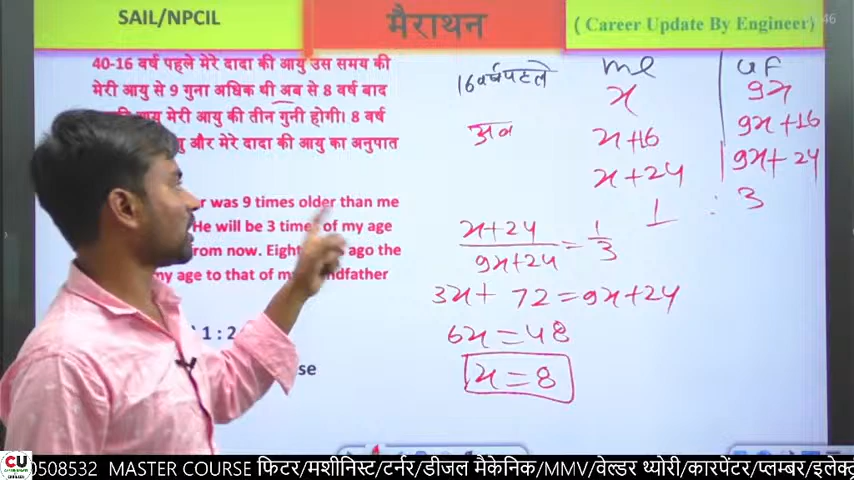 SAIL/NPCIL
मैराथन
( Career Update By Engineer)
46
40-16 वर्ष पहले मेरे दादा की आयु उस समय की
मेरी आयु से 9 गुना अधिक थी अब से 8 वर्ष बाद
आयु मेरी आयु की तीन गुनी होगी। 8 वर्ष
और मेरे दादा की आयु का अनुपात
was 9 times older than me
He will be 3 times of my age
from now. Eight ago the
my age to that of my grandfather
1 : 2
16 वर्ष पहले me GF
x 9x
अब x+16 9x+16
x+24 9x+24
1 : 3
x+24/9x+24 = 1/3
3x+ 72 = 9x+24
6x = 48
x = 8
CU
0508532 MASTER COURSE फिटर/मशीनिस्ट/टर्नर/डीजल मैकेनिक/MMV/वेल्डर थ्योरी/कारपेंटर/प्लम्बर/इलेक्ट्र